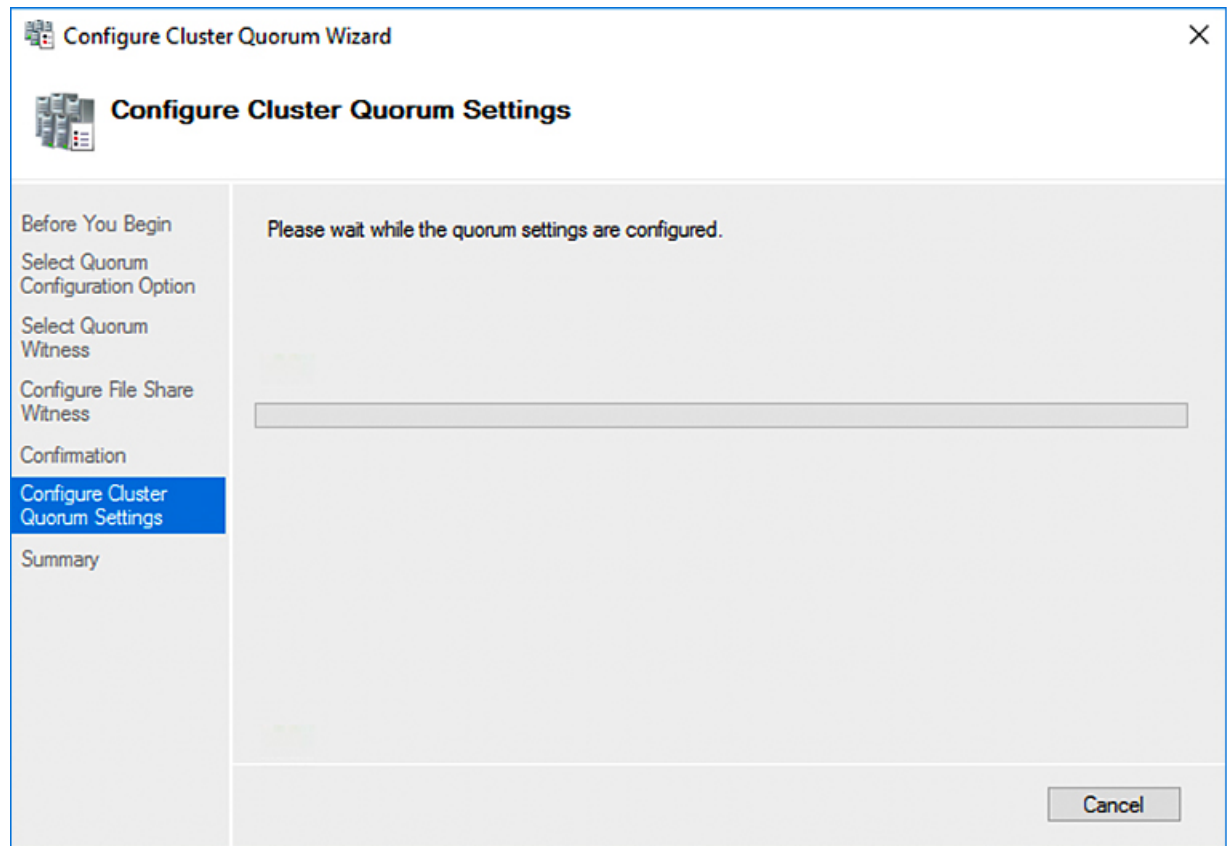 Configure Cluster Quorum Wizard
Configure Cluster Quorum Settings
Before You Begin
Select Quorum
Configuration Option
Select Quorum
Witness
Configure File Share
Witness
Confirmation
Configure Cluster
Quorum Settings
Summary
Please wait while the quorum settings are configured.
Cancel